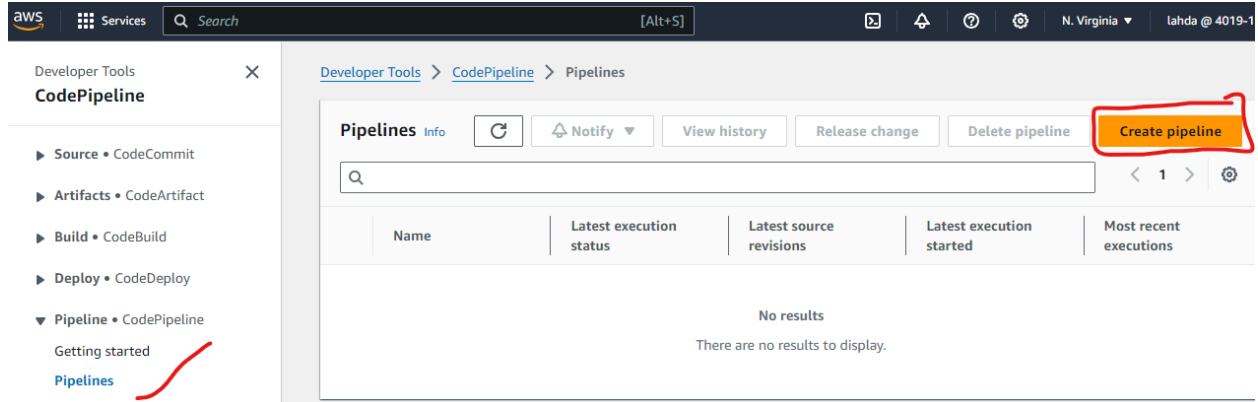 aws Services Search [Alt+S] N. Virginia ▼ lahda @ 4019-1
Developer Tools
CodePipeline
Source • CodeCommit
Artifacts • CodeArtifact
Build • CodeBuild
Deploy • CodeDeploy
Pipeline • CodePipeline
Getting started
Pipelines
Developer Tools > CodePipeline > Pipelines
Pipelines Info Notify ▼ View history Release change Delete pipeline Create pipeline
< 1 >
Name Latest execution status Latest source revisions Latest execution started Most recent executions
No results
There are no results to display.